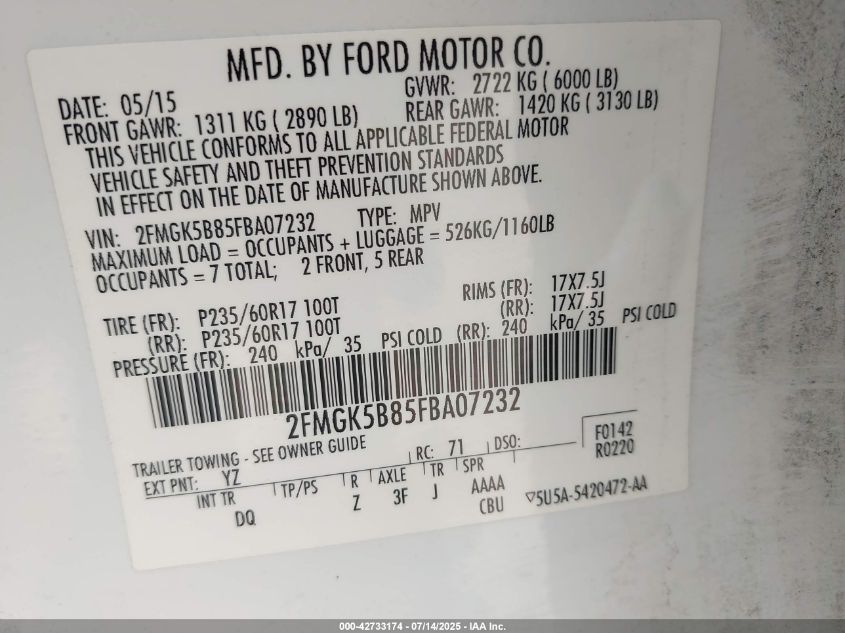 MFD. BY FORD MOTOR CO.
DATE: 05/15 GVWR: 2722 KG ( 6000 LB)
FRONT GAWR: 1311 KG ( 2890 LB) REAR GAWR: 1420 KG ( 3130 LB)
THIS VEHICLE CONFORMS TO ALL APPLICABLE FEDERAL MOTOR
VEHICLE SAFETY AND THEFT PREVENTION STANDARDS
IN EFFECT ON THE DATE OF MANUFACTURE SHOWN ABOVE.
VIN: 2FMGK5B85FBA07232 TYPE: MPV
MAXIMUM LOAD = OCCUPANTS + LUGGAGE = 526KG/1160LB
OCCUPANTS = 7 TOTAL; 2 FRONT, 5 REAR
TIRE (FR): P235/60R17 100T RIMS (FR): 17X7.5J
(RR): P235/60R17 100T (RR): 17X7.5J
PRESSURE (FR): 240 kPa/ 35 PSI COLD (RR): 240 kPa/ 35 PSI COLD
2FMGK5B85FBA07232
TRAILER TOWING - SEE OWNER GUIDE RC: 71 DSO: F0142
EXT PNT: YZ R0220
INT TR TP/PS R AXLE TR SPR
DQ Z 3F J AAAA
CBU ▽5U5A-5420472-AA
000-42733174 - 07/14/2025 - IAA Inc.